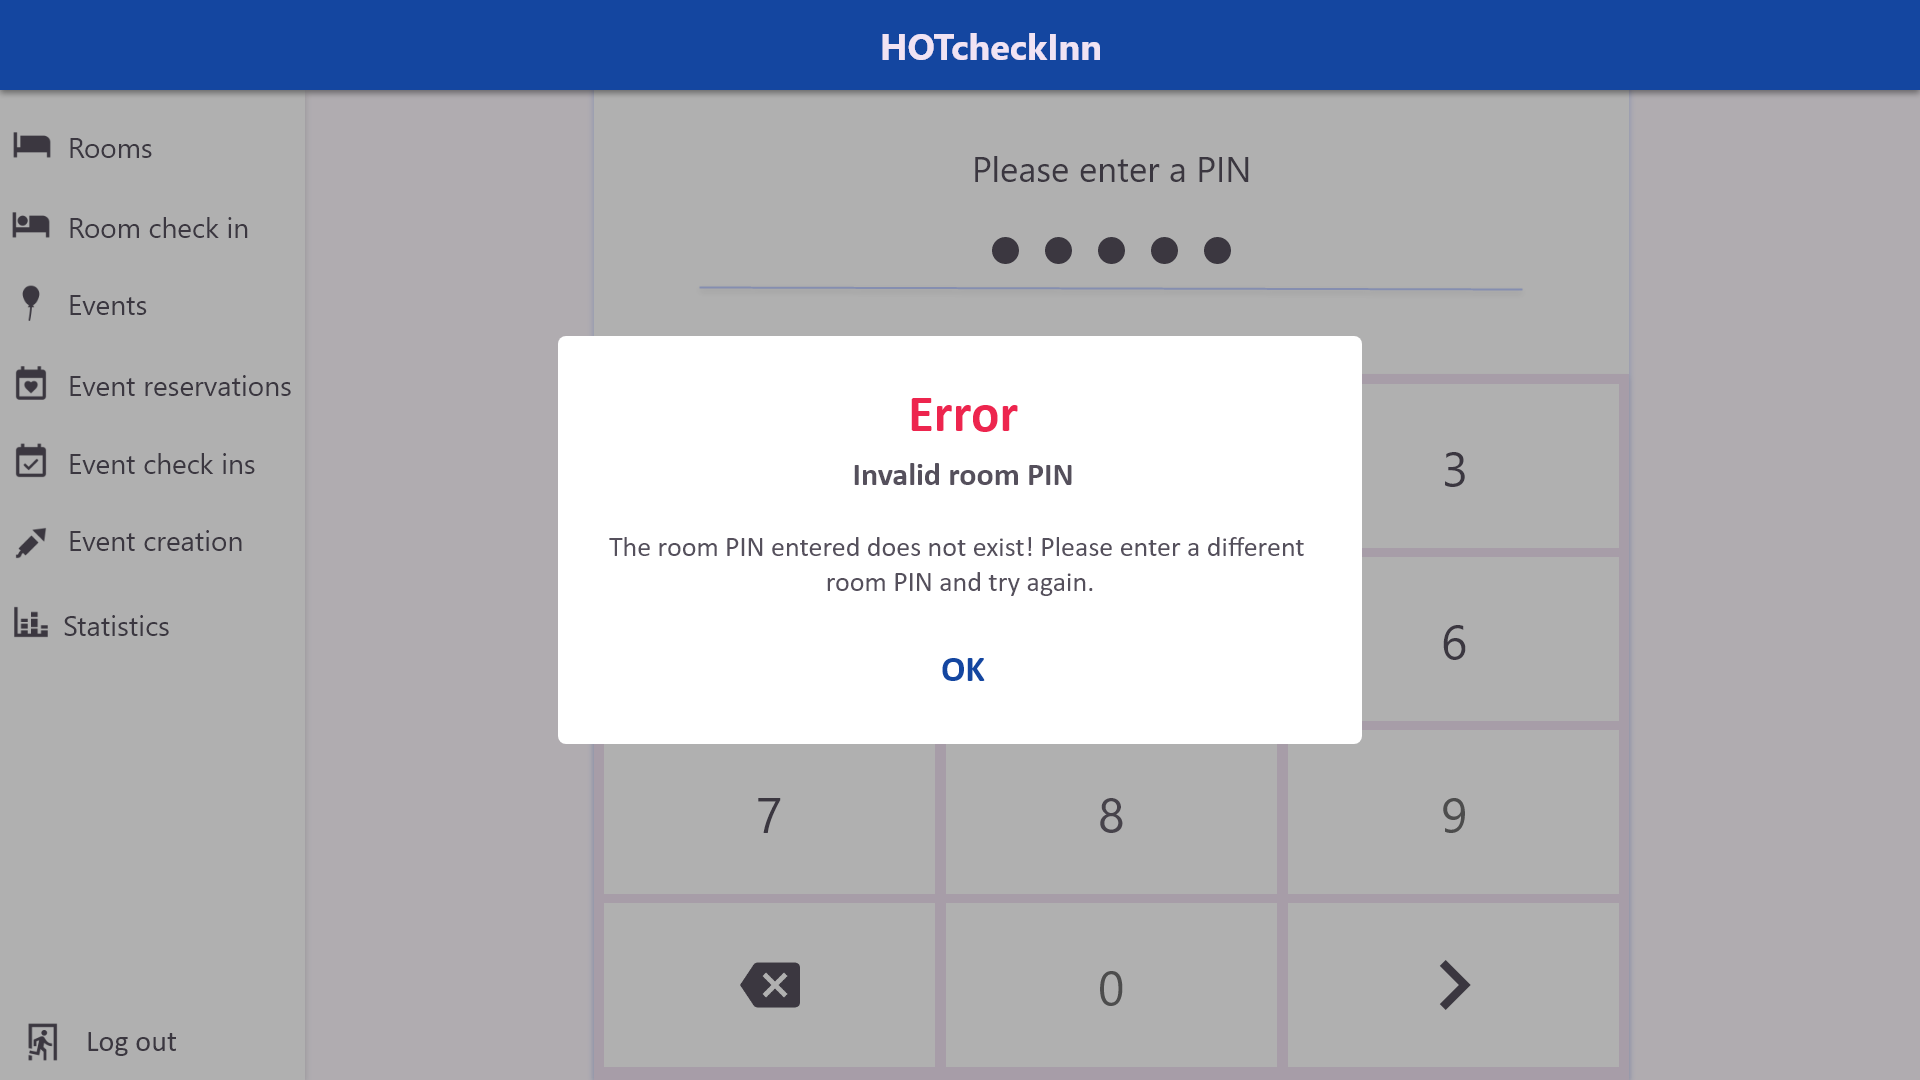 HOTcheckInn
Rooms
Room check in
Events
Event reservations
Event check ins
Event creation
Statistics
Log out
Please enter a PIN
Error
Invalid room PIN
The room PIN entered does not exist! Please enter a different
room PIN and try again.
OK
3
6
7 8 9
0